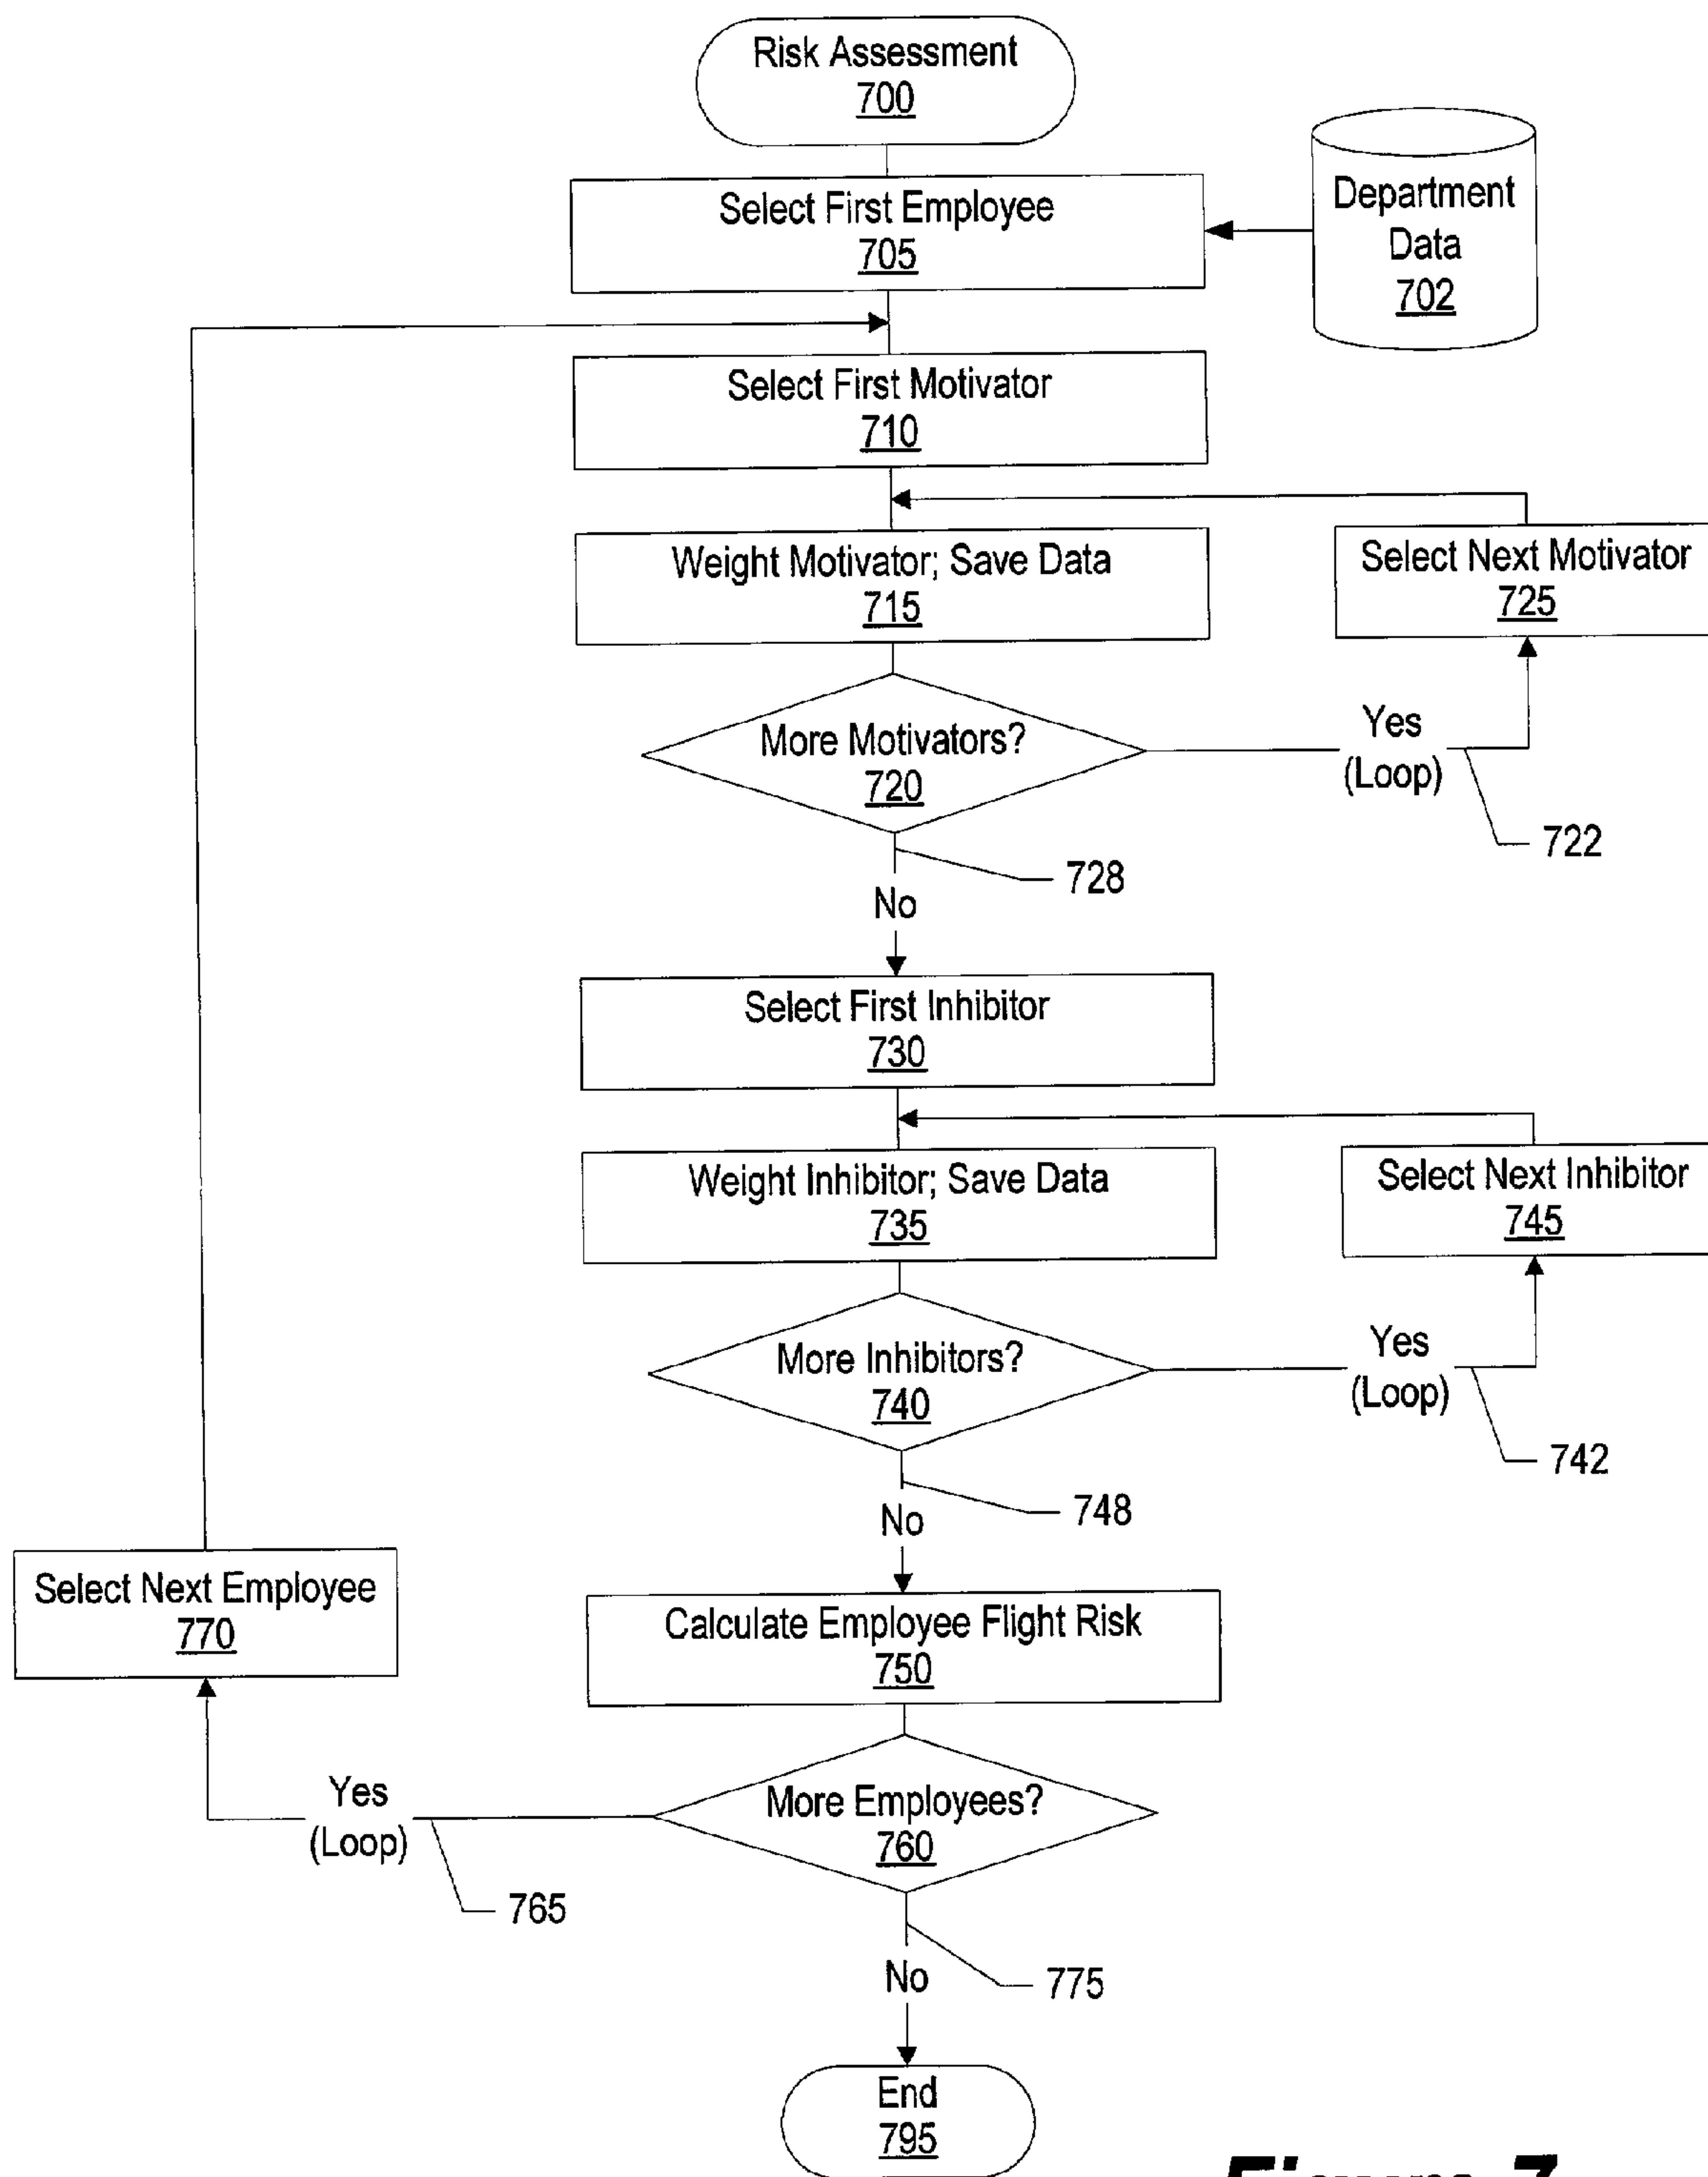 Risk Assessment
700
Department
Data
702
Select First Employee
705
Select First Motivator
710
Weight Motivator; Save Data
715
Select Next Motivator
725
More Motivators?
720
Yes
(Loop)
722
728
No
Select First Inhibitor
730
Weight Inhibitor; Save Data
735
Select Next Inhibitor
745
More Inhibitors?
740
Yes
(Loop)
742
748
No
Select Next Employee
770
Calculate Employee Flight Risk
750
More Employees?
760
Yes
(Loop)
765
775
No
End
795
Figure 7